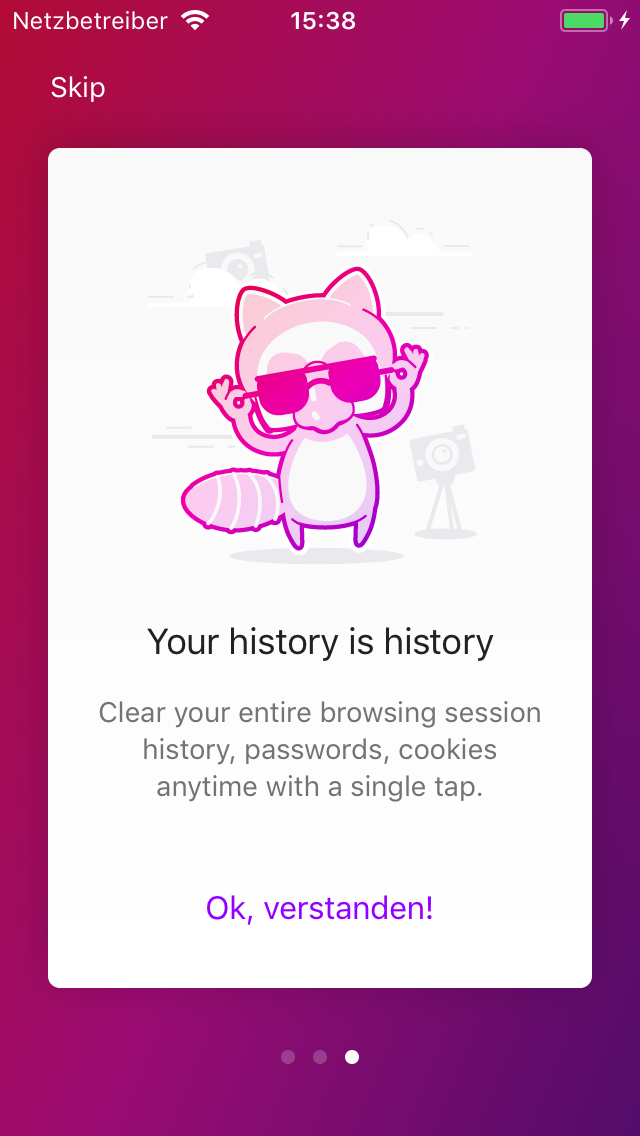 Netzbetreiber 15:38
Skip
Your history is history
Clear your entire browsing session
history, passwords, cookies
anytime with a single tap.
Ok, verstanden!